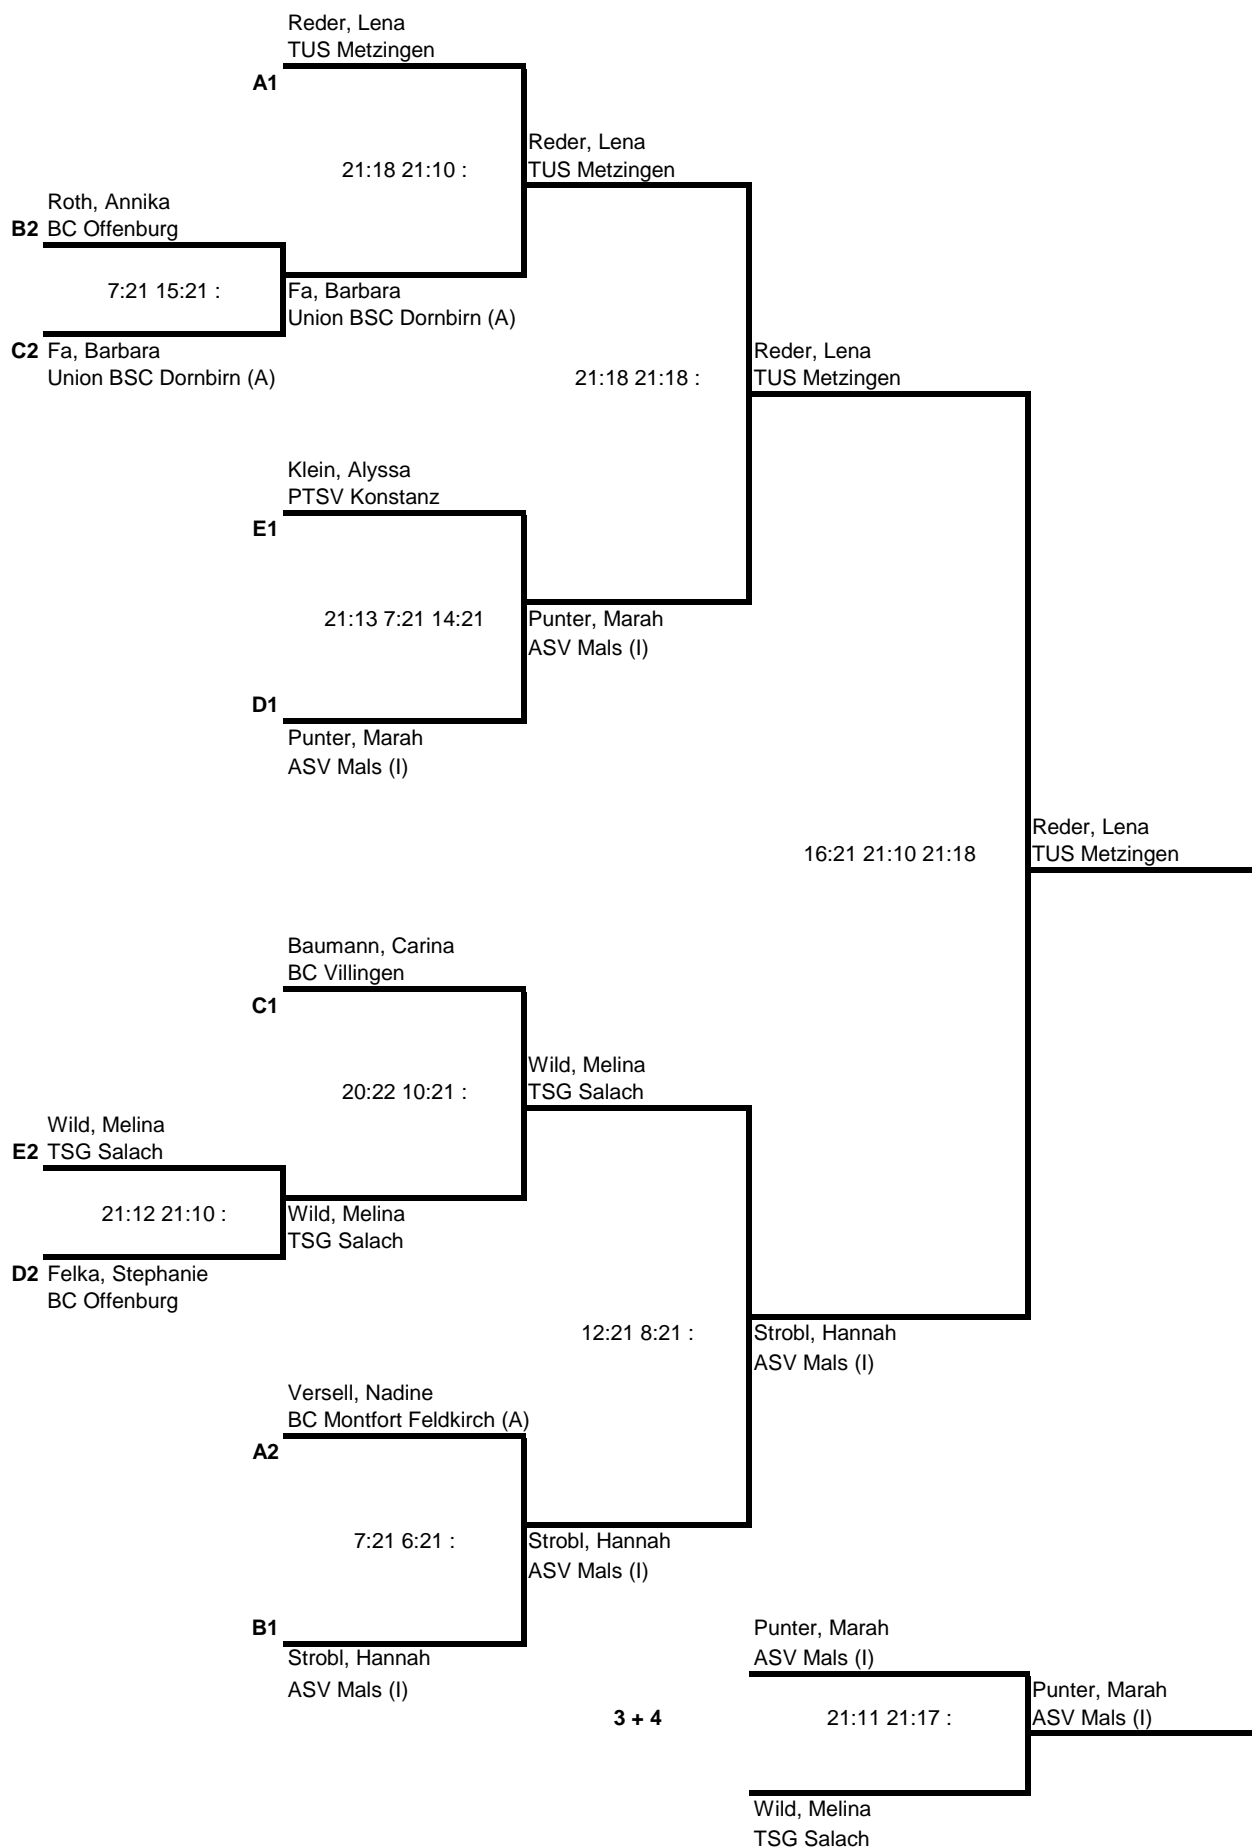 Reder, Lena
TUS Metzingen
A1
Reder, Lena
21:18 21:10 :
TUS Metzingen
Roth, Annika
B2 BC Offenburg
7:21 15:21 :
Fa, Barbara
Union BSC Dornbirn (A)
C2 Fa, Barbara
Union BSC Dornbirn (A)
Reder, Lena
21:18 21:18 :
TUS Metzingen
Klein, Alyssa
PTSV Konstanz
E1
21:13 7:21 14:21
Punter, Marah
ASV Mals (I)
D1
Punter, Marah
ASV Mals (I)
Reder, Lena
16:21 21:10 21:18
TUS Metzingen
Baumann, Carina
BC Villingen
C1
Wild, Melina
20:22 10:21 :
TSG Salach
Wild, Melina
E2 TSG Salach
21:12 21:10 :
Wild, Melina
TSG Salach
D2 Felka, Stephanie
BC Offenburg
12:21 8:21 :
Strobl, Hannah
ASV Mals (I)
Versell, Nadine
BC Montfort Feldkirch (A)
A2
7:21 6:21 :
Strobl, Hannah
ASV Mals (I)
B1
Strobl, Hannah
ASV Mals (I)
Punter, Marah
ASV Mals (I)
Punter, Marah
3 + 4
21:11 21:17 :
ASV Mals (I)
Wild, Melina
TSG Salach